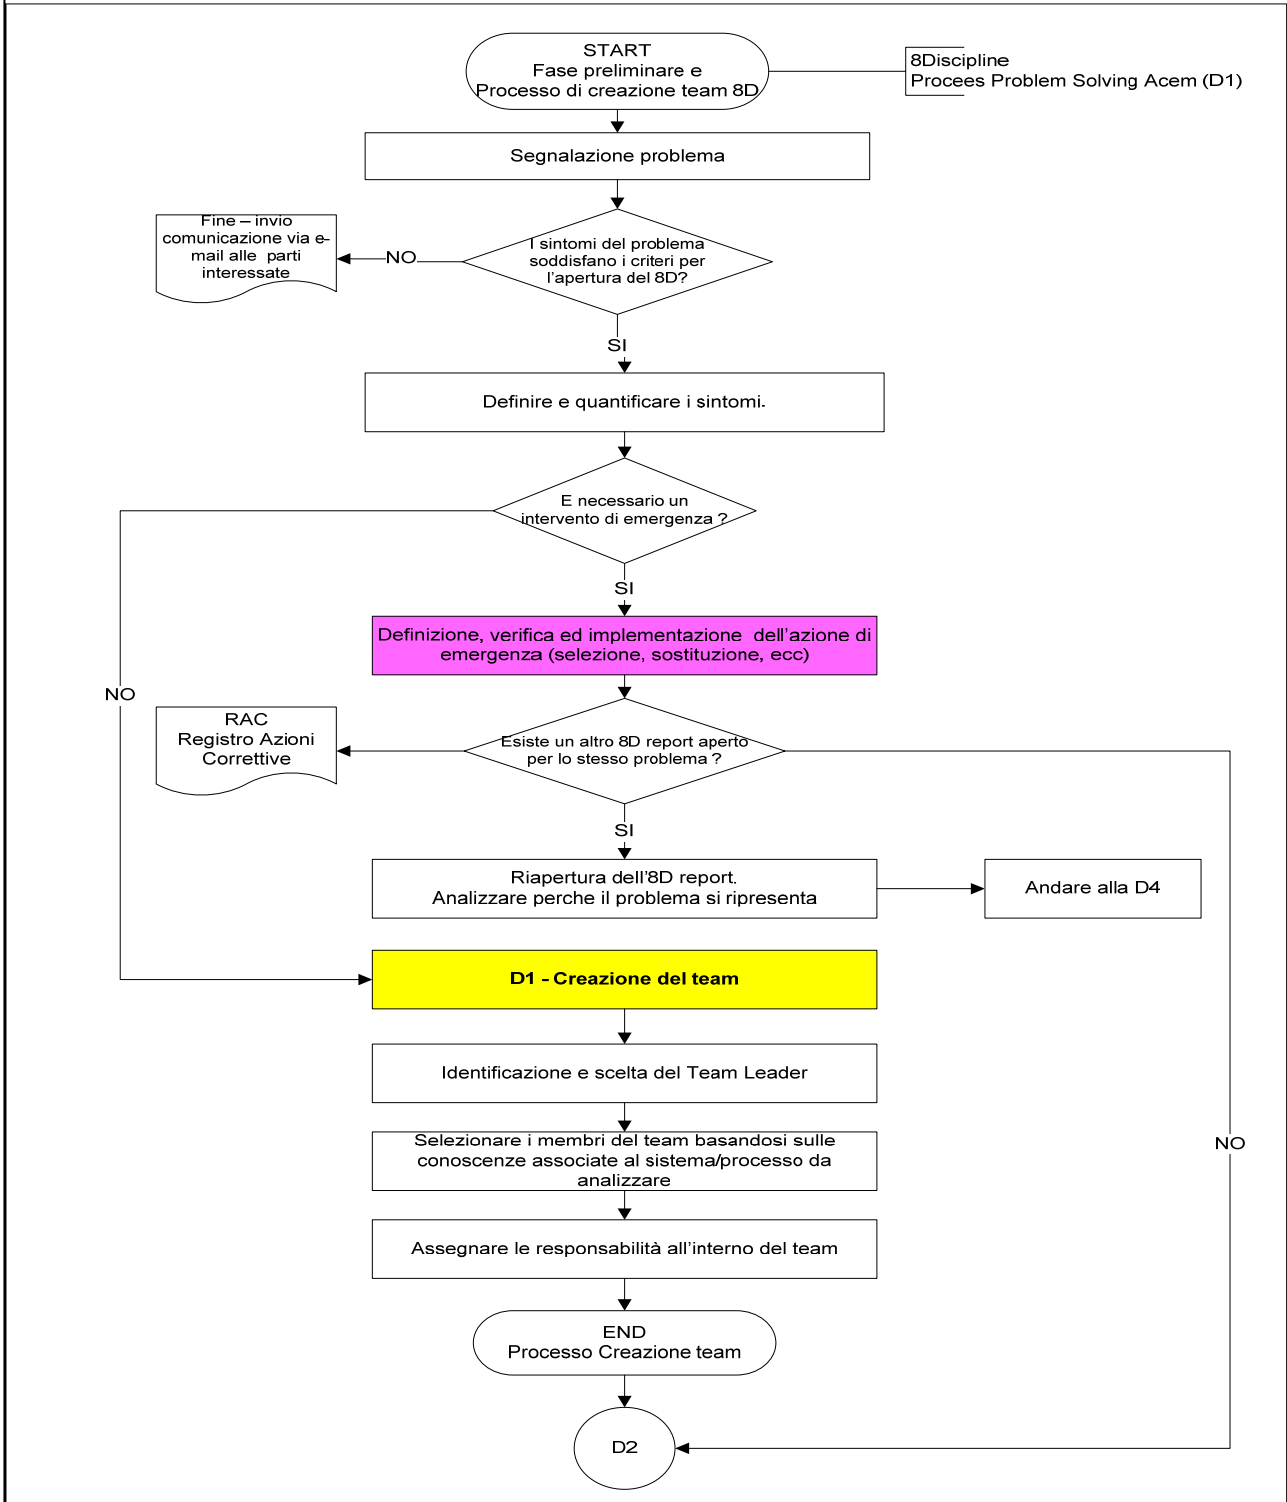 START
Fase preliminare e
Processo di creazione team 8D
8Discipline
Procees Problem Solving Acem (D1)
Segnalazione problema
Fine – invio
comunicazione via e-
mail alle parti
interessate
NO
I sintomi del problema
soddisfano i criteri per
l'apertura del 8D?
SI
Definire e quantificare i sintomi.
E necessario un
intervento di emergenza ?
SI
Definizione, verifica ed implementazione dell'azione di
emergenza (selezione, sostituzione, ecc)
NO
RAC
Registro Azioni
Correttive
Esiste un altro 8D report aperto
per lo stesso problema ?
SI
Riapertura dell'8D report.
Analizzare perche il problema si ripresenta
Andare alla D4
D1 - Creazione del team
Identificazione e scelta del Team Leader
Selezionare i membri del team basandosi sulle
conoscenze associate al sistema/processo da
analizzare
NO
Assegnare le responsabilità all'interno del team
END
Processo Creazione team
D2